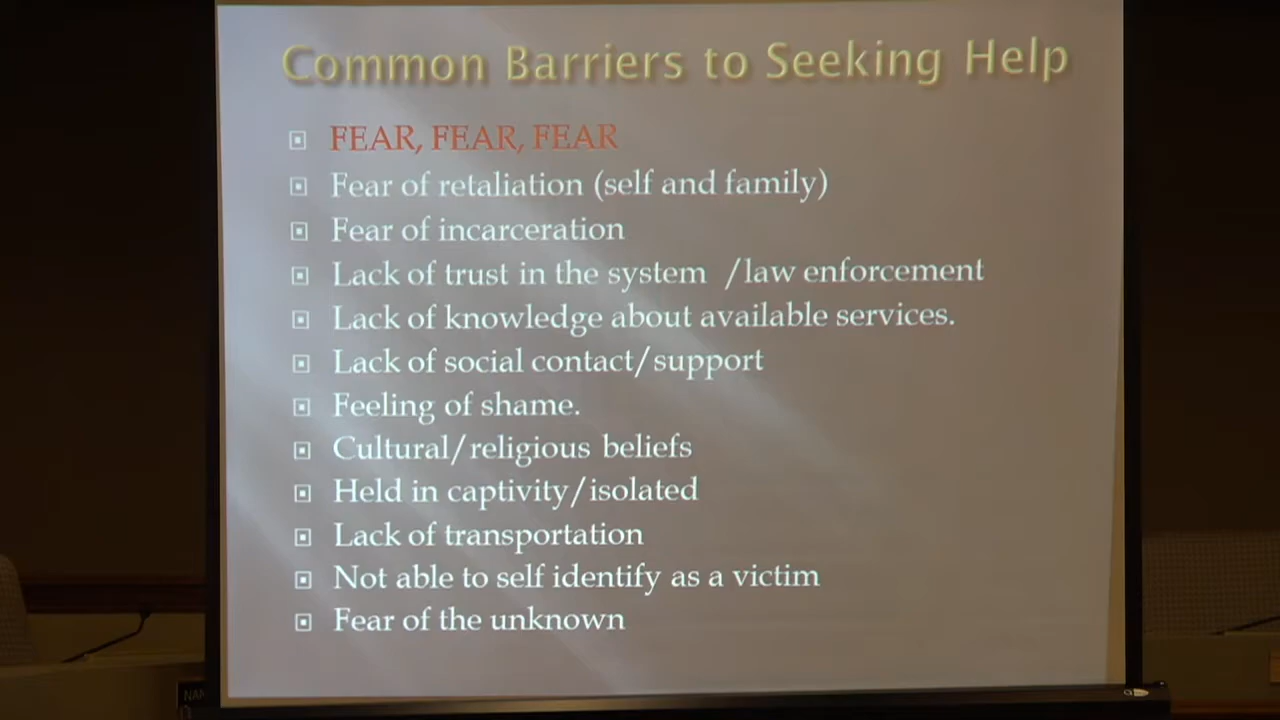 Common Barriers to Seeking Help
FEAR, FEAR, FEAR
Fear of retaliation (self and family)
Fear of incarceration
Lack of trust in the system /law enforcement
Lack of knowledge about available services.
Lack of social contact/support
Feeling of shame.
Cultural/religious beliefs
Held in captivity/isolated
Lack of transportation
Not able to self identify as a victim
Fear of the unknown